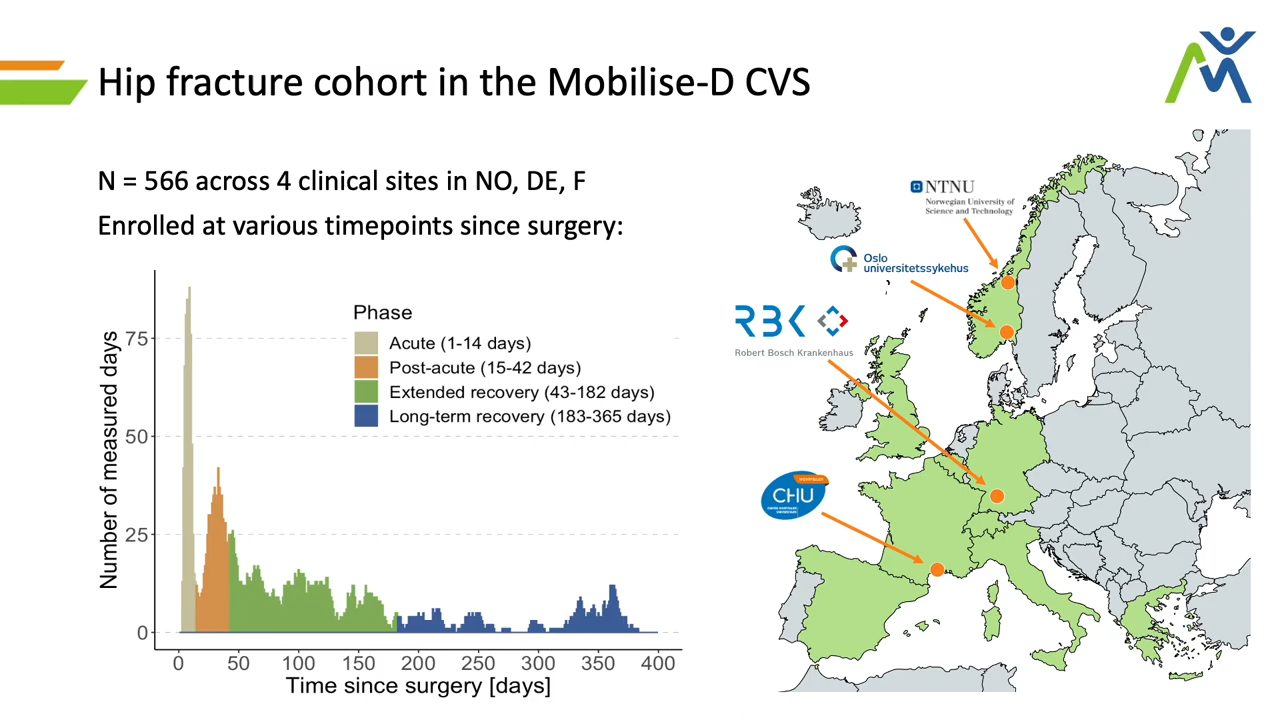 Hip fracture cohort in the Mobilise-D CVS
N = 566 across 4 clinical sites in NO, DE, F
Enrolled at various timepoints since surgery:
Number of measured days
75
50
25
0
Phase
Acute (1-14 days)
Post-acute (15-42 days)
Extended recovery (43-182 days)
Long-term recovery (183-365 days)
0 50 100 150 200 250 300 350 400
Time since surgery [days]
NTNU
Norwegian University of
Science and Technology
Oslo
universitetssykehus
RBK
Robert Bosch Krankenhaus
CHU